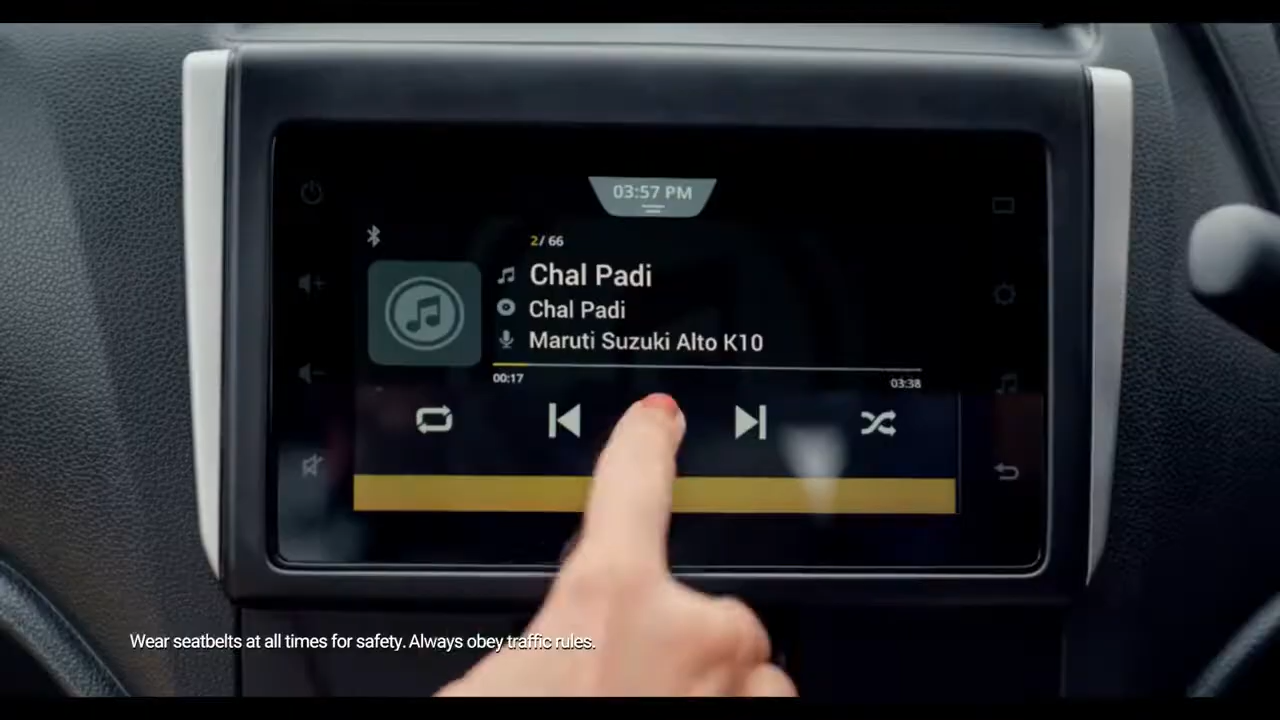 03:57 PM
2/ 66
Chal Padi
Chal Padi
Maruti Suzuki Alto K10
00:17
03:38
Wear seatbelts at all times for safety. Always obey traffic rules.